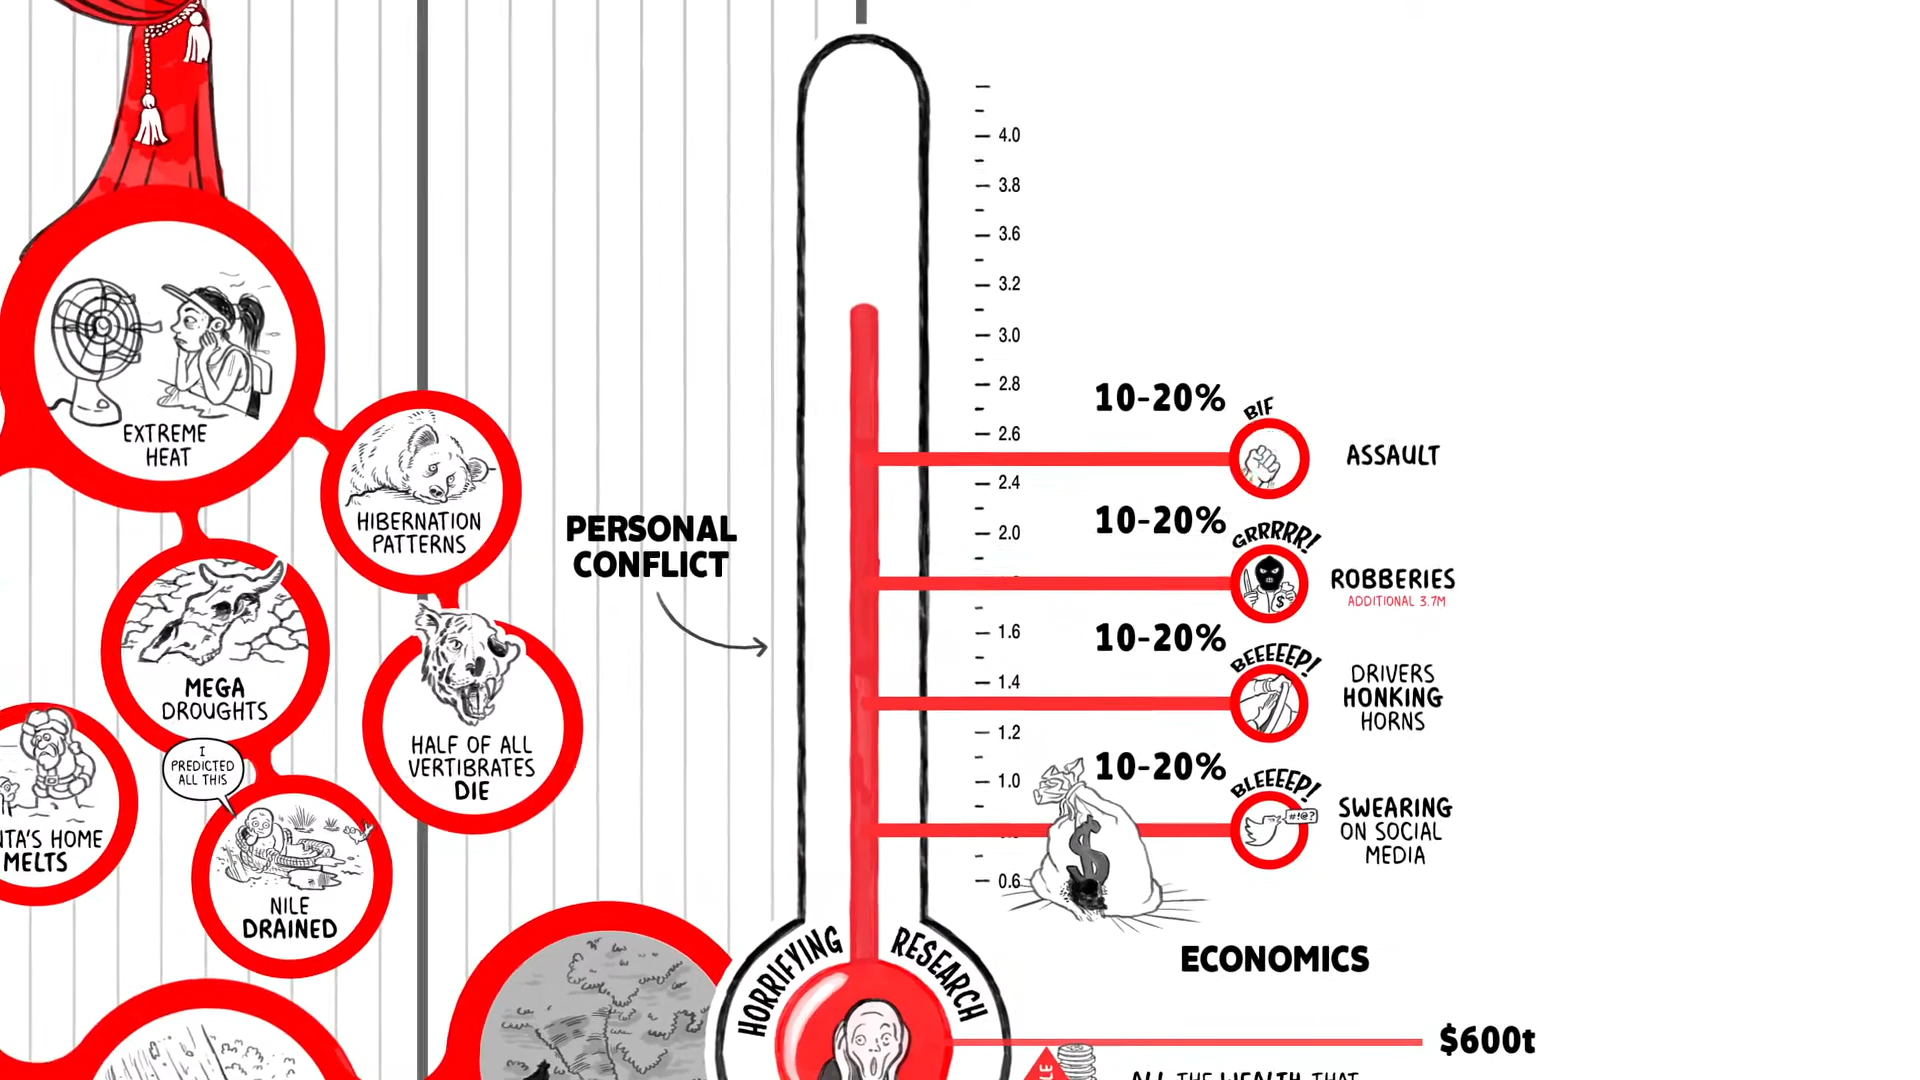 EXTREME
HEAT
HIBERNATION
PATTERNS
MEGA
DROUGHTS
HALF OF ALL
VERTIBRATES
DIE
I
PREDICTED
ALL THIS
HOME
MELTS
NILE
DRAINED
PERSONAL
CONFLICT
4.0
3.8
3.6
3.2
3.0
2.8
2.6
2.4
2.0
1.6
1.4
1.2
1.0
0.6
10-20%
BIF
ASSAULT
10-20%
GRRRRR!
ROBBERIES
ADDITIONAL 3.7M
10-20%
BEEEEEP!
DRIVERS
HONKING
HORNS
10-20%
BLEEEEP!
#!@?
SWEARING
ON SOCIAL
MEDIA
$
$
HORRIFYING RESEARCH
ECONOMICS
$600t
ALL THE WEALTH THAT